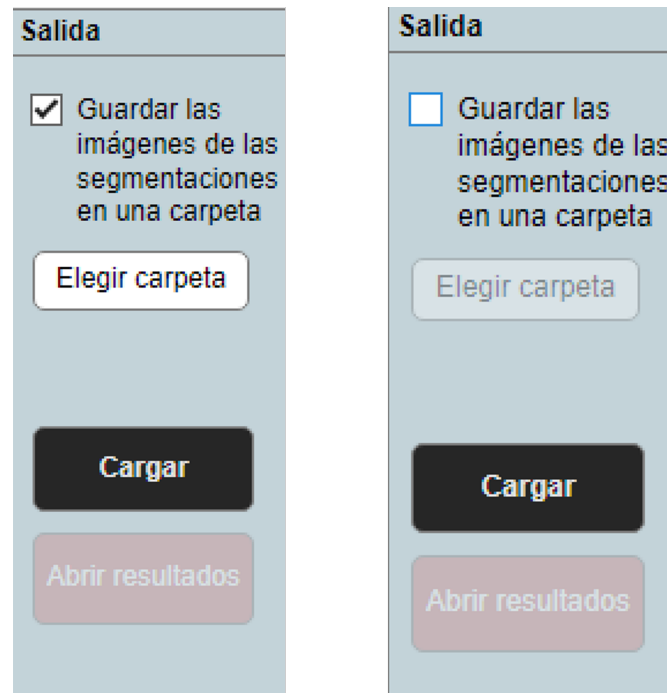 Salida
Guardar las
imágenes de las
segmentaciones
en una carpeta
Elegir carpeta
Cargar
Abrir resultados
Salida
Guardar las
imágenes de las
segmentaciones
en una carpeta
Elegir carpeta
Cargar
Abrir resultados